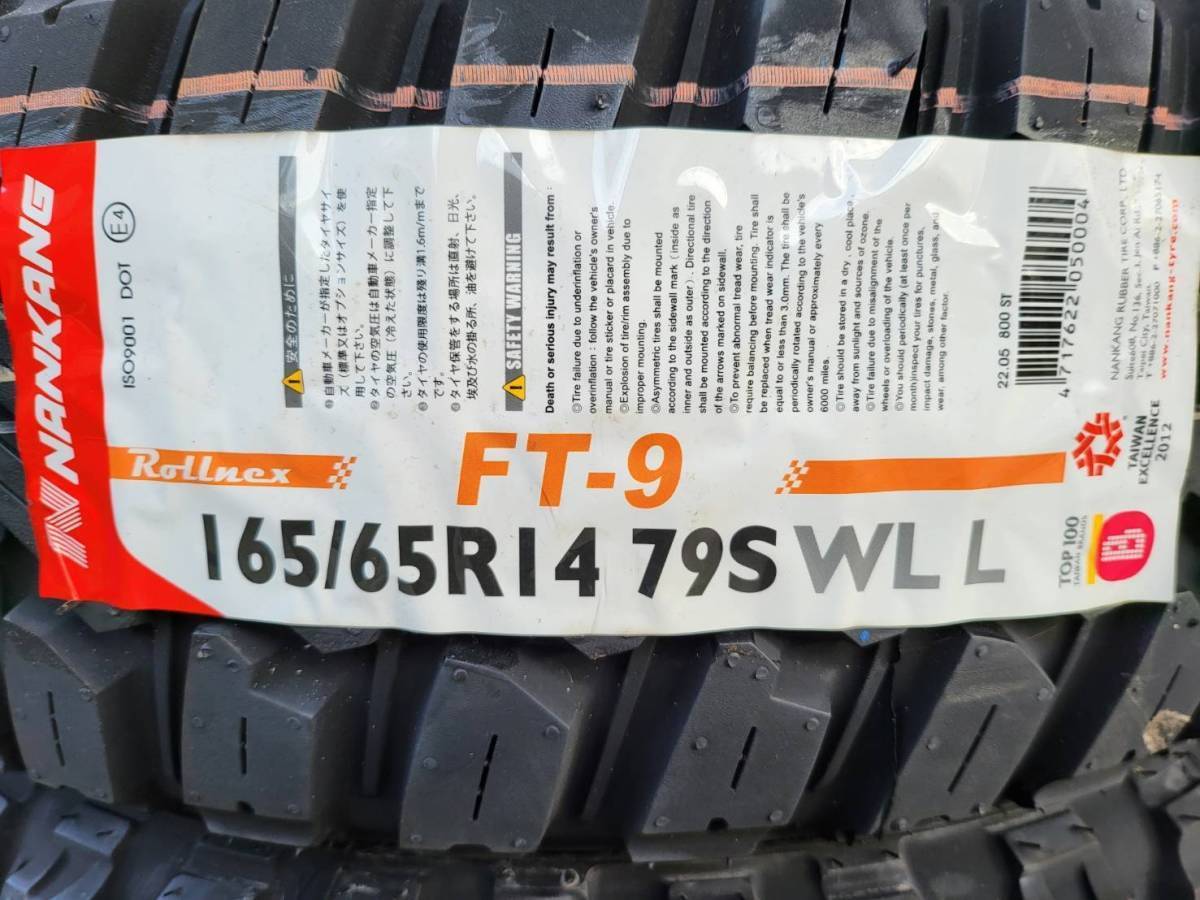 NANKANG
ISO9001 DOT
E4
安全のために
◎自動車メーカーが指定したタイヤサイ
ズ（標準又はオプションサイズ）を使
用して下さい。
◎タイヤの空気圧は自動車メーカー指定
の空気圧（冷えた状態）に調整して下
さい。
◎タイヤの使用限度は残り溝1.6m/mまで
です。
◎タイヤ保管をする場所は直射、日光、
埃及び水の掛る所、油を避けて下さい。
SAFETY WARNING
Death or serious injury may result from :
◎Tire failure due to underinflation or
overinflation : follow the vehicle's owner's
manual or tire sticker or placard in vehicle.
◎Explosion of tire/rim assembly due to
improper mounting.
◎Asymmetric tires shall be mounted
according to the sidewall mark (inside as
inner and outside as outer) . Directional tire
shall be mounted according to the direction
of the arrows marked on sidewall.
◎To prevent abnormal tread wear, tire
require balancing before mounting. Tire shall
be replaced when tread wear indicator is
equal to or less than 3.0mm. The tire shall be
periodically rotated according to the vehicle's
owner's manual or approximately every
6000 miles.
◎Tire should be stored in a dry , cool place,
away from sunlight and sources of ozone.
◎Tire failure due to misalignment of the
wheels or overloading of the vehicle.
◎You should periodically (at least once per
month)inspect your tires for punctures,
impact damage, stones, metal, glass, and
wear, among other factor.
22.05 800 ST
4717622050004
NANKANG RUBBER TIRE CORP., LTD
www.nankang-tyre.com
Rollnex
FT-9
TAIWAN
EXCELLENCE
2012
165/65R14 79S WL L
TOP100
TAIWAN BRANDS